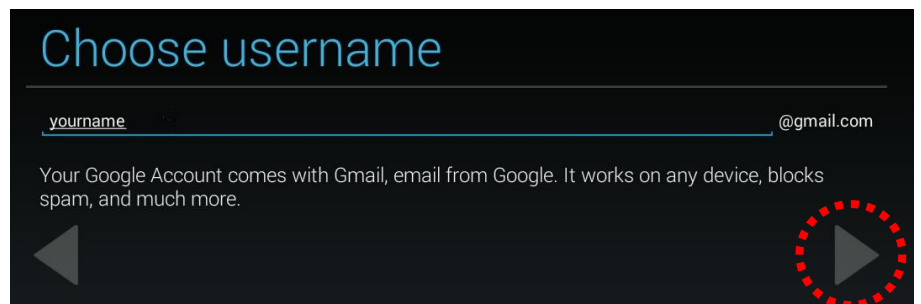 Choose username
yourname @gmail.com
Your Google Account comes with Gmail, email from Google. It works on any device, blocks
spam, and much more.